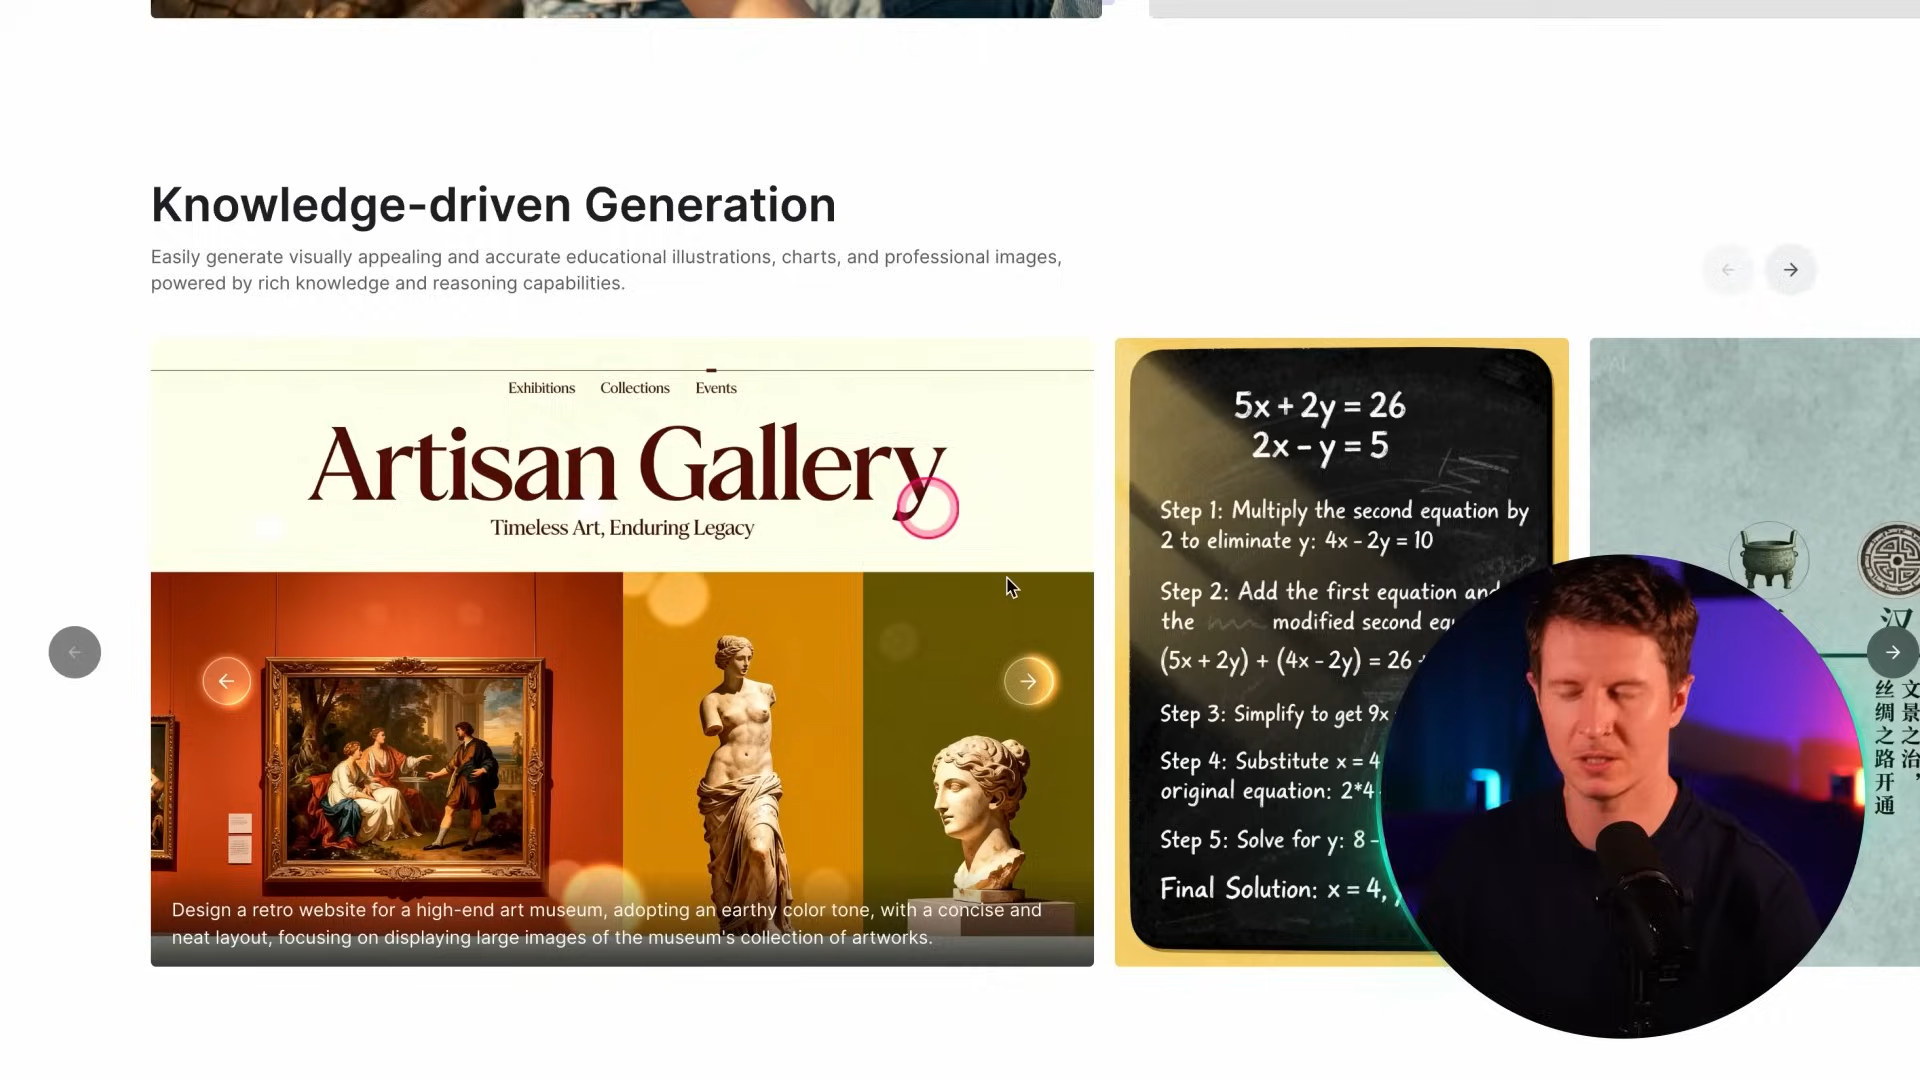 Knowledge-driven Generation
Easily generate visually appealing and accurate educational illustrations, charts, and professional images,
powered by rich knowledge and reasoning capabilities.
Exhibitions Collections Events
Artisan Gallery
Timeless Art, Enduring Legacy
Design a retro website for a high-end art museum, adopting an earthy color tone, with a concise and
neat layout, focusing on displaying large images of the museum's collection of artworks.
5x + 2y = 26
2x - y = 5
Step 1: Multiply the second equation by
2 to eliminate y: 4x - 2y = 10
Step 2: Add the first equation and
the modified second
(5x + 2y) + (4x - 2y) = 26
Step 3: Simplify to get 9x
Step 4: Substitute x = 4
original equation: 2*4
Step 5: Solve for y: 8 -
Final Solution: x = 4,
文景之治，
丝绸之路开通